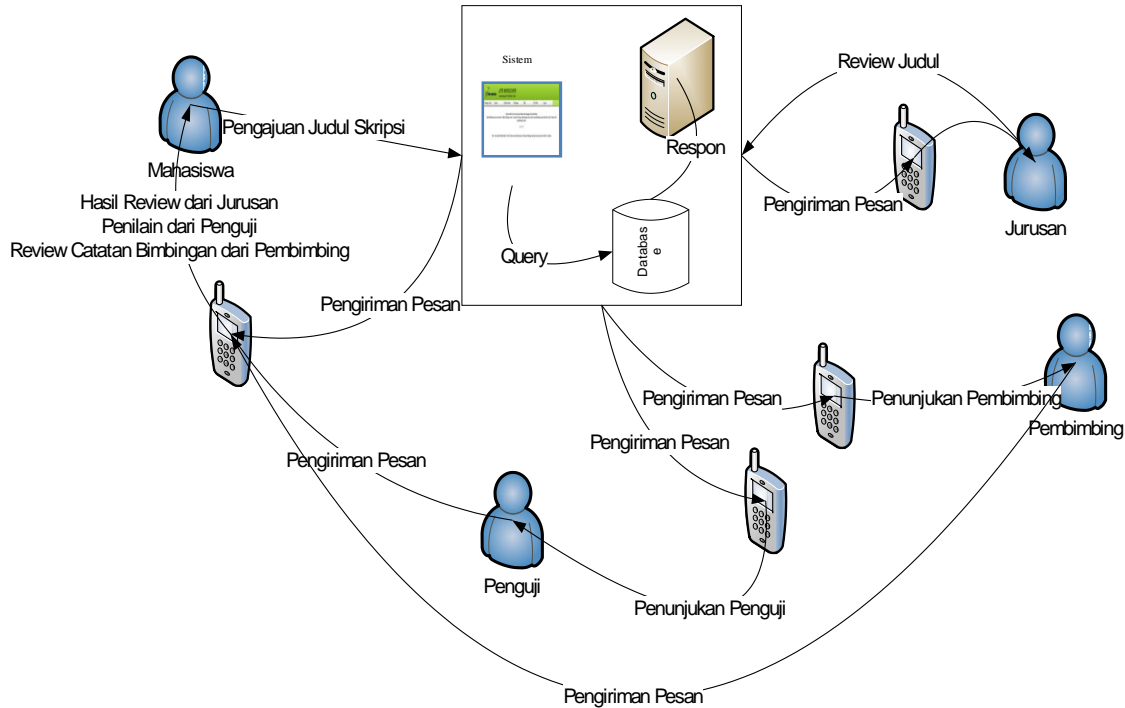 Sistem
Review Judul
Pengajuan Judul Skripsi
Respon
Mahasiswa
Hasil Review dari Jurusan
Penilain dari Penguji
Review Catatan Bimbingan dari Pembimbing
Pengiriman Pesan
Jurusan
Query
Databas
e
Pengiriman Pesan
Pengiriman Pesan
Penunjukan Pembimbing
Pembimbing
Pengiriman Pesan
Pengiriman Pesan
Penguji
Penunjukan Penguji
Pengiriman Pesan